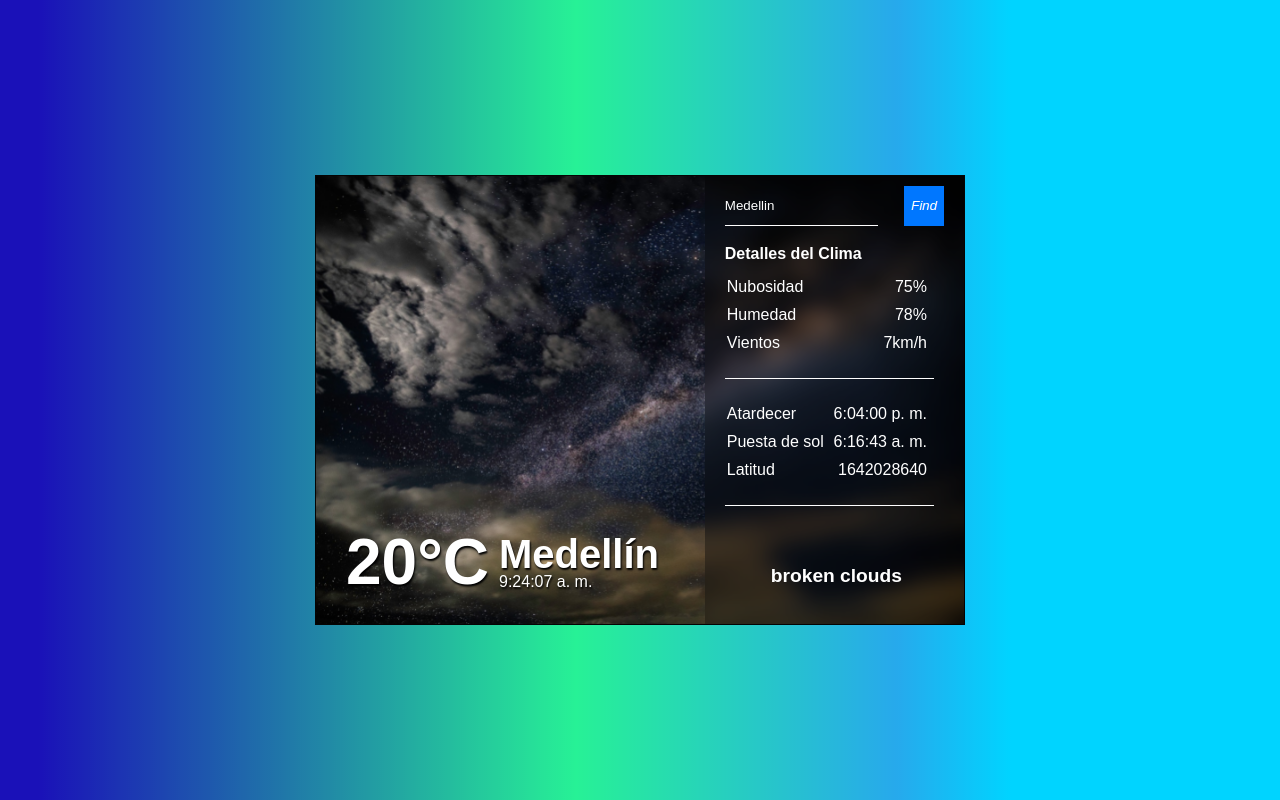 Medellin
Find
Detalles del Clima
Nubosidad 75%
Humedad 78%
Vientos 7km/h
Atardecer 6:04:00 p. m.
Puesta de sol 6:16:43 a. m.
Latitud 1642028640
20°C Medellín
9:24:07 a. m.
broken clouds